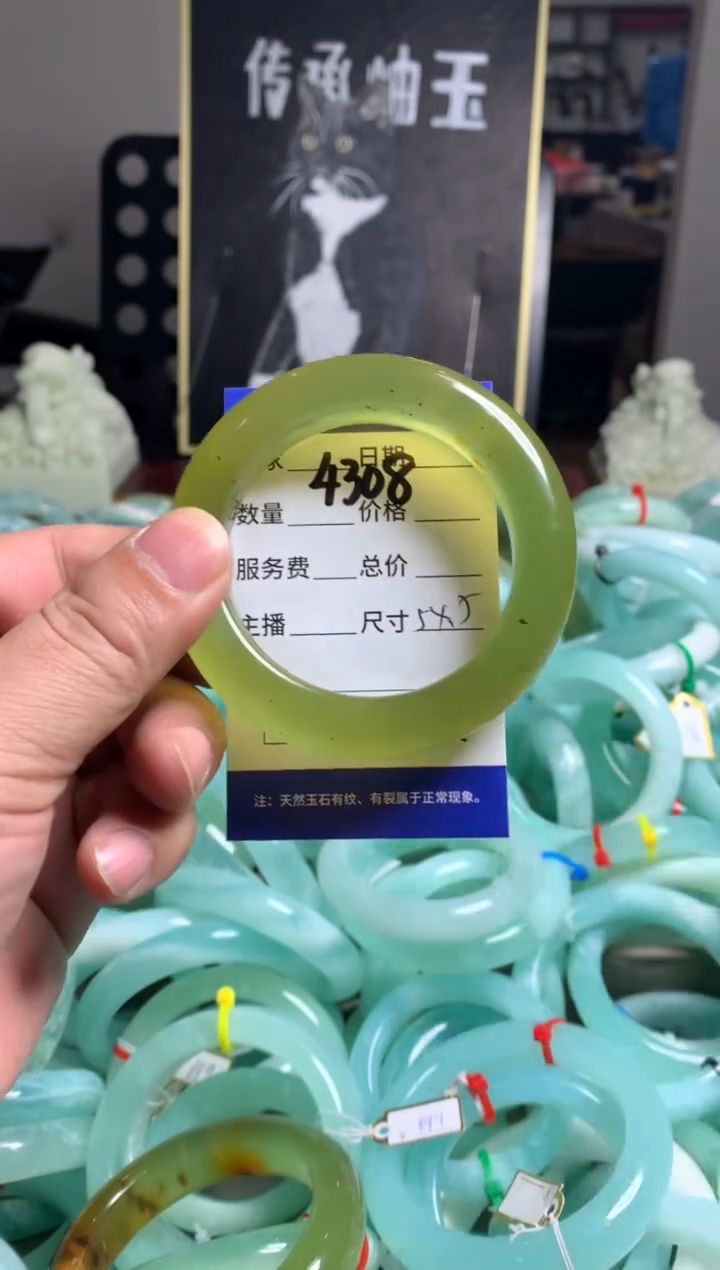 传承岫玉
日期
4308
数量 价格
服务费 总价
主播 尺寸
注：天然玉石有纹、有裂属于正常现象。